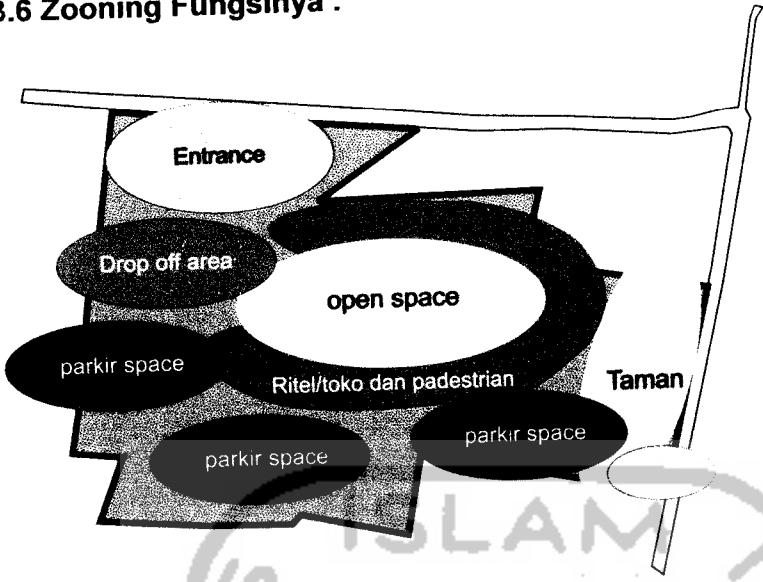 3.6 Zooning Fungsinya :
Entrance
Drop off area
open space
parkir space
Ritel/toko dan padestrian
Taman
parkir space
parkir space
ISLAM